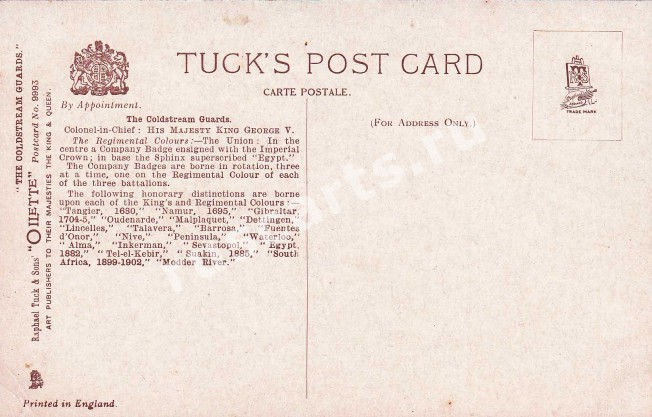 TUCK'S POST CARD
CARTE POSTALE.
(FOR ADDRESS ONLY.)
TRADE MARK
By Appointment.
The Coldstream Guards.
Colonel-in-Chief: HIS MAJESTY KING GEORGE V.
The Regimental Colours:—The Union: In the
centre a Company Badge ensigned with the Imperial
Crown; in base the Sphinx superscribed "Egypt."
The Company Badges are borne in rotation, three
at a time, one on the Regimental Colour of each
of the three battalions.
The following honorary distinctions are borne
upon each of the King's and Regimental Colours:—
"Tangier, 1680," "Namur, 1695," "Gibraltar,
1704-5," "Oudenarde," "Malplaquet," "Dettingen,"
"Lincelles," "Talavera," "Barrosa," "Fuentes
d'Onor," "Nive," "Peninsula," "Waterloo,"
"Alma," "Inkerman," "Sevastopol," "Egypt,
1882," "Tel-el-Kebir," "Suakin, 1885," "South
Africa, 1899-1902," "Modder River."
"THE COLDSTREAM GUARDS."
Raphael Tuck & Sons' "OILETTE" Postcard No. 9993
ART PUBLISHERS TO THEIR MAJESTIES THE KING & QUEEN.
Printed in England.